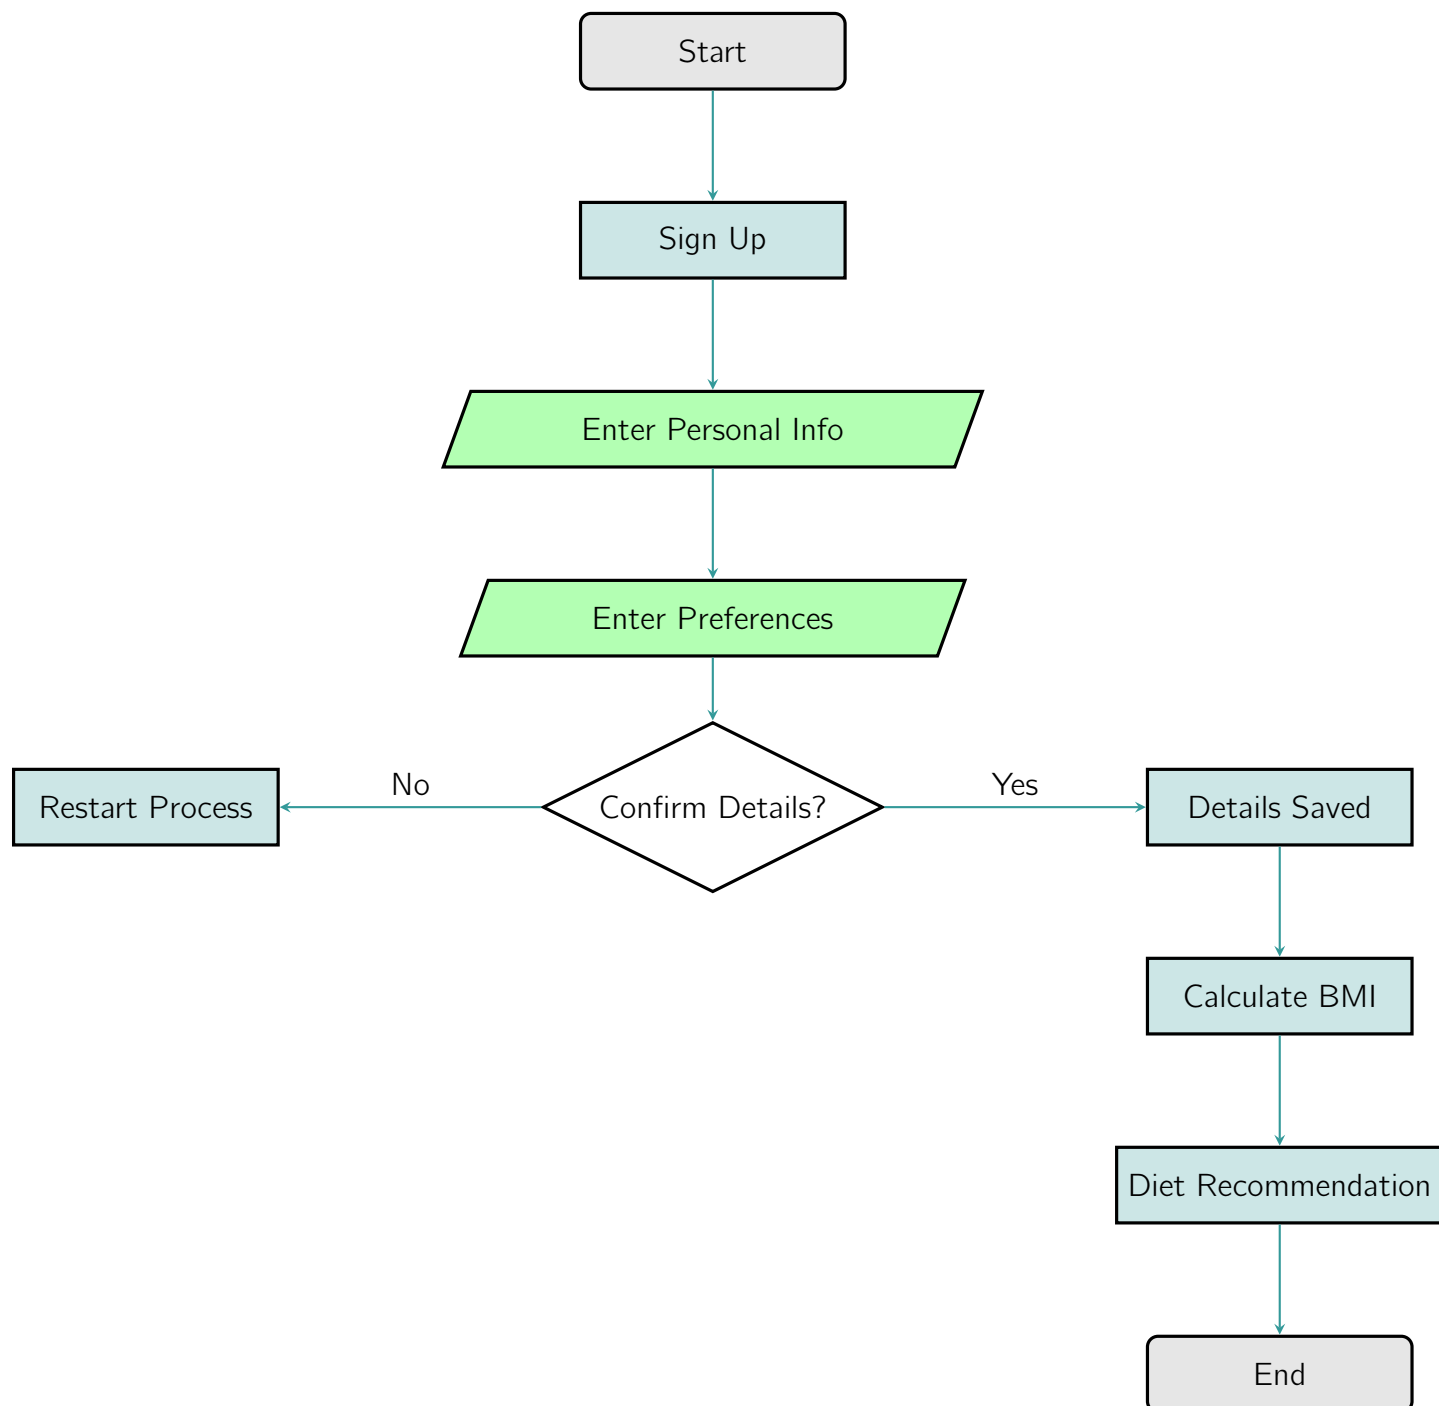 Start
Sign Up
Enter Personal Info
Enter Preferences
No
Yes
Restart Process
Confirm Details?
Details Saved
Calculate BMI
Diet Recommendation
End